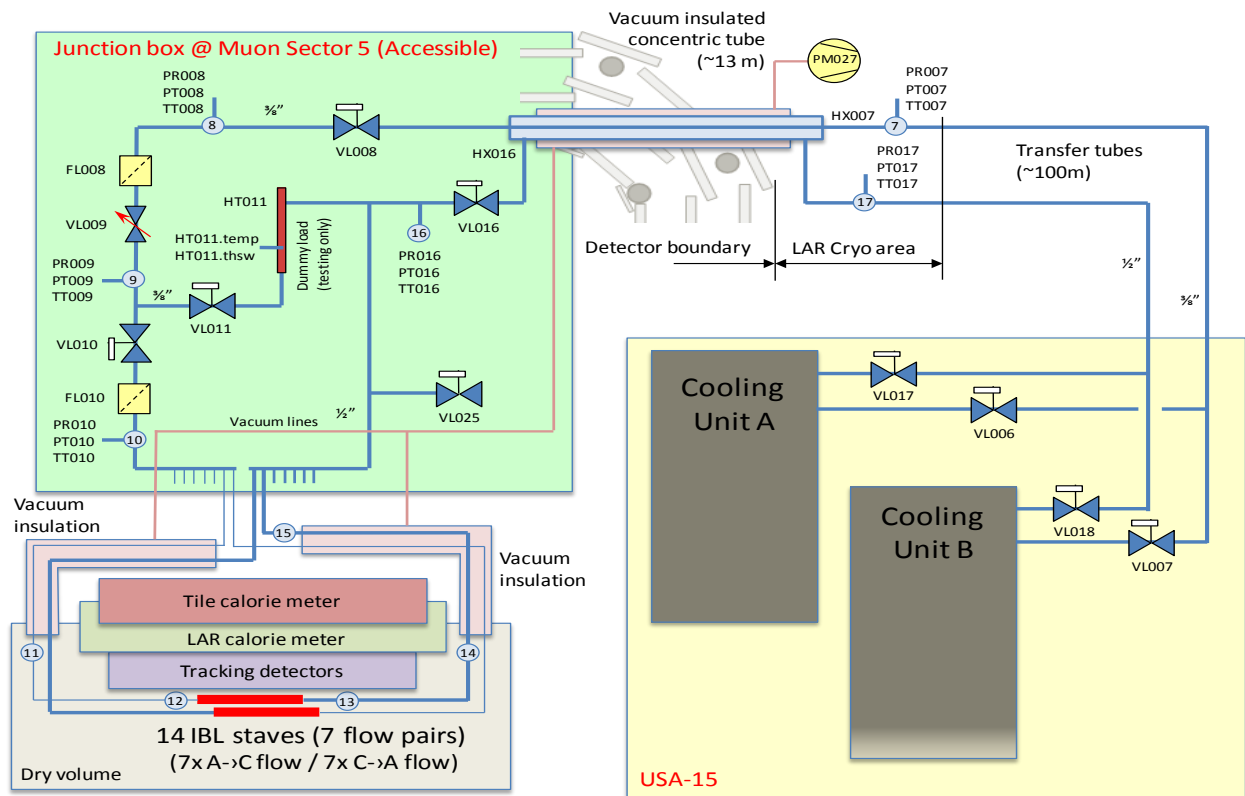 Junction box @ Muon Sector 5 (Accessible)
Vacuum insulated
concentric tube
(~13 m)
PM027
PR008
PT008
TT008
⅜”
8
VL008
HX016
HX007
PR007
PT007
TT007
7
PR017
PT017
TT017
17
Transfer tubes
(~100m)
FL008
VL009
HT011
HT011.temp
HT011.thsw
Dummy load
(testing only)
16
VL016
PR016
PT016
TT016
Detector boundary
LAR Cryo area
PR009
PT009
TT009
9
⅜”
VL011
½”
⅜”
VL010
FL010
PR010
PT010
TT010
10
Vacuum lines
½”
VL025
Cooling
Unit A
VL017
VL006
Cooling
Unit B
VL018
VL007
USA-15
Vacuum
insulation
15
Vacuum
insulation
Tile calorie meter
LAR calorie meter
Tracking detectors
11
14
12
13
14 IBL staves (7 flow pairs)
(7x A->C flow / 7x C->A flow)
Dry volume